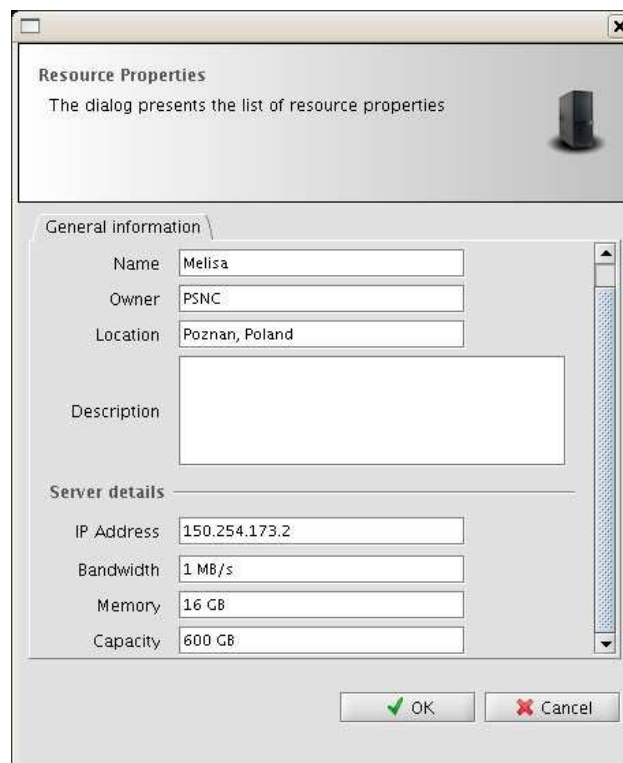 Resource Properties
The dialog presents the list of resource properties
General information
Name Melisa
Owner PSNC
Location Poznan, Poland
Description
Server details
IP Address 150.254.173.2
Bandwidth 1 MB/s
Memory 16 GB
Capacity 600 GB
OK Cancel